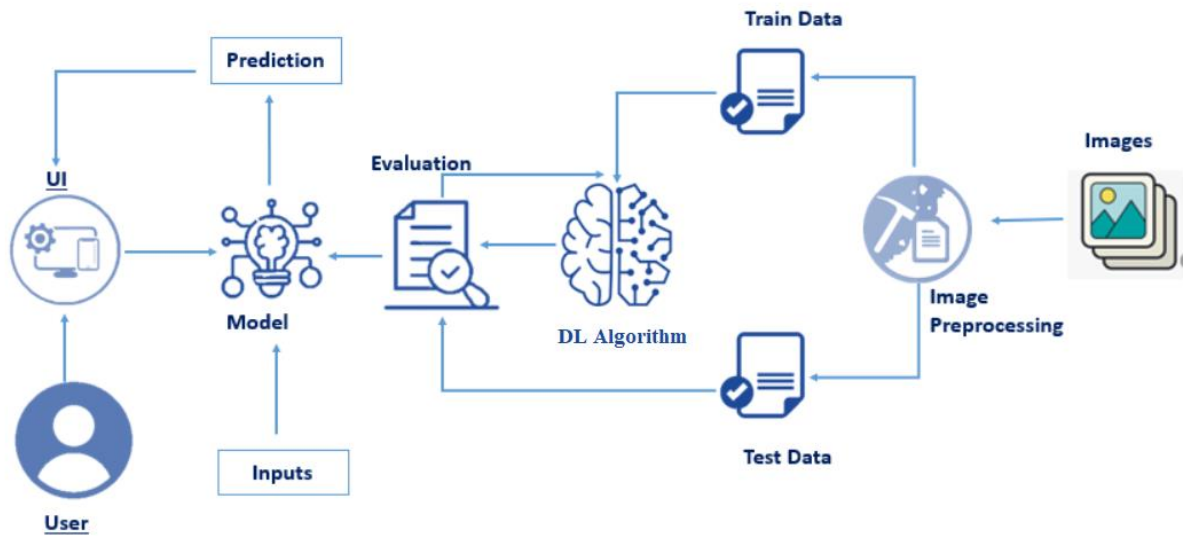 Train Data
Prediction
Images
Evaluation
UI
Image
Preprocessing
Model
DL Algorithm
Test Data
Inputs
User